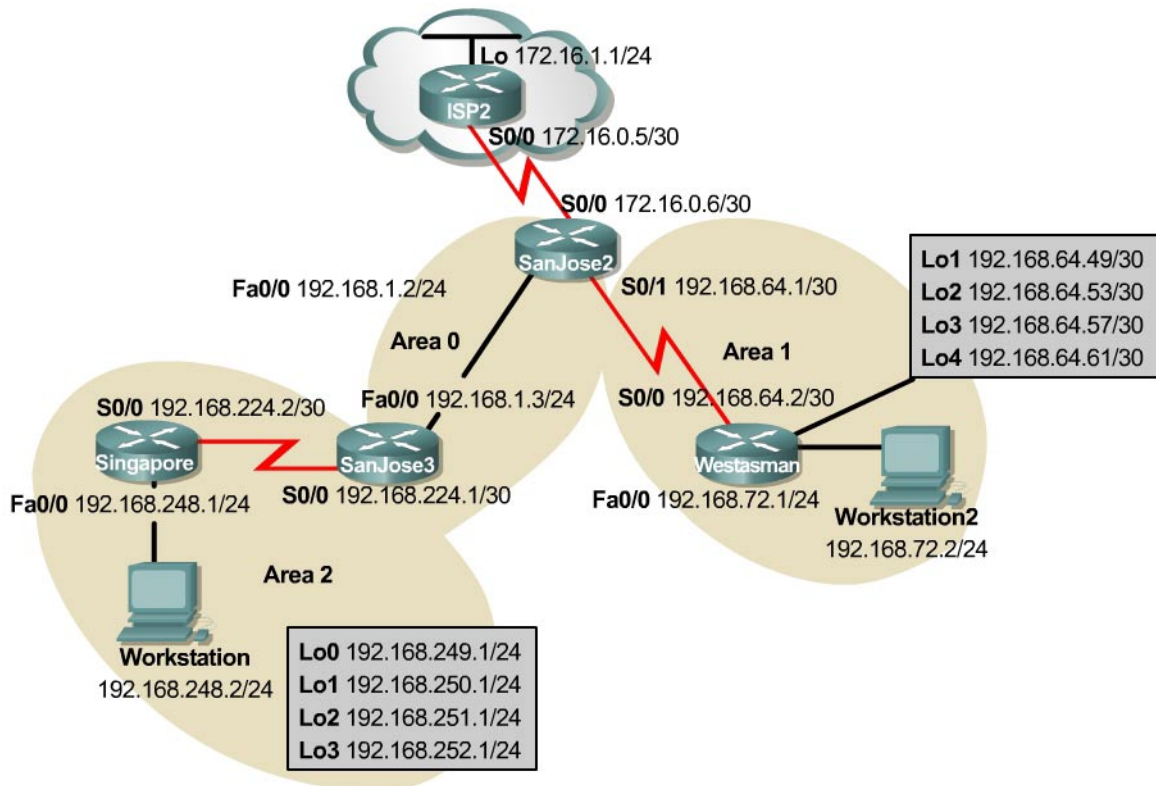 Lo 172.16.1.1/24
ISP2
S0/0 172.16.0.5/30
S0/0 172.16.0.6/30
SanJose2
Fa0/0 192.168.1.2/24
S0/1 192.168.64.1/30
Lo1 192.168.64.49/30
Lo2 192.168.64.53/30
Lo3 192.168.64.57/30
Lo4 192.168.64.61/30
Area 0
Area 1
S0/0 192.168.224.2/30
Fa0/0 192.168.1.3/24
S0/0 192.168.64.2/30
Singapore
SanJose3
Westasman
Fa0/0 192.168.248.1/24
S0/0 192.168.224.1/30
Fa0/0 192.168.72.1/24
Workstation2
192.168.72.2/24
Area 2
Workstation
192.168.248.2/24
Lo0 192.168.249.1/24
Lo1 192.168.250.1/24
Lo2 192.168.251.1/24
Lo3 192.168.252.1/24